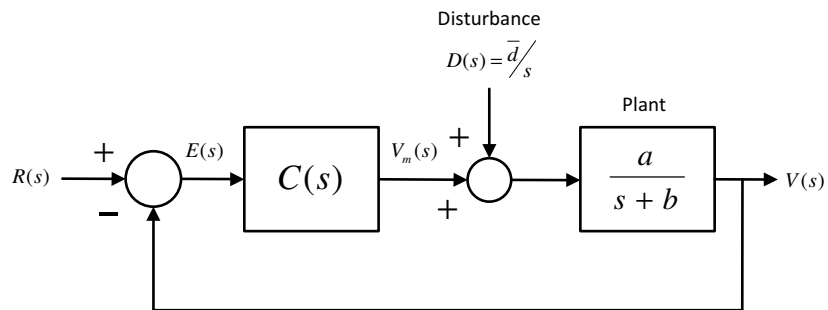 Disturbance
D(s) = d̅/s
Plant
+
+
E(s)
V_m(s)
R(s)
C(s)
a
s + b
V(s)
−
+